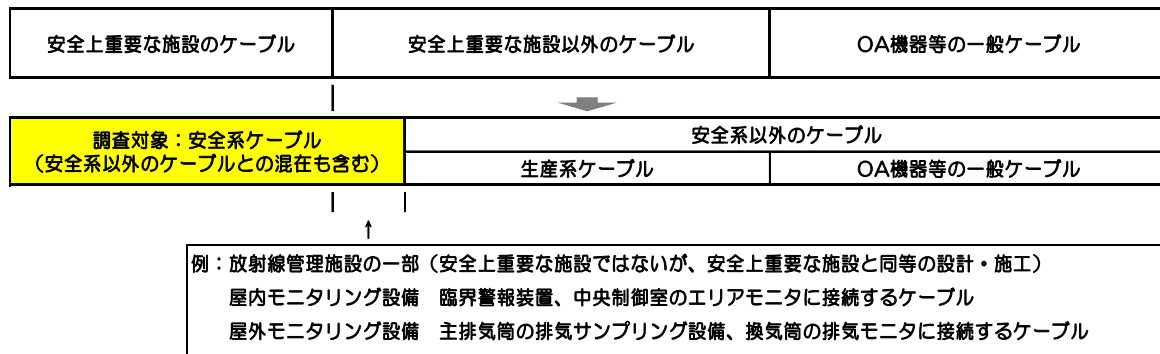 安全上重要な施設のケーブル
安全上重要な施設以外のケーブル
OA機器等の一般ケーブル
調査対象：安全系ケーブル
（安全系以外のケーブルとの混在も含む）
安全系以外のケーブル
生産系ケーブル
OA機器等の一般ケーブル
例：放射線管理施設の一部（安全上重要な施設ではないが、安全上重要な施設と同等の設計・施工）
屋内モニタリング設備　臨界警報装置、中央制御室のエリアモニタに接続するケーブル
屋外モニタリング設備　主排気筒の排気サンプリング設備、換気筒の排気モニタに接続するケーブル